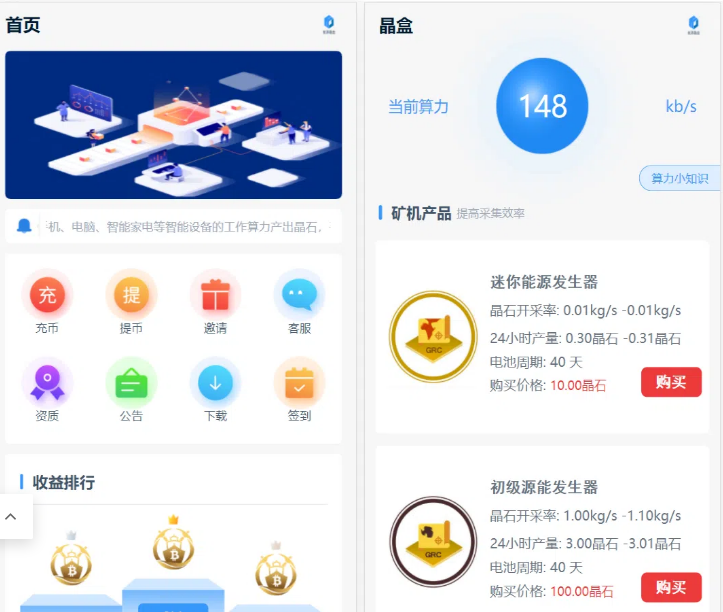 首页
机、电脑、智能家电等智能设备的工作算力产出晶石，
充
提
充币
提币
邀请
客服
资质
公告
下载
签到
收益排行
晶盒
当前算力
148
kb/s
算力小知识
矿机产品 提高采集效率
迷你能源发生器
晶石开采率: 0.01kg/s -0.01kg/s
24小时产量: 0.30晶石 -0.31晶石
电池周期: 40 天
购买价格: 10.00晶石
购买
GRC
初级源能发生器
晶石开采率: 1.00kg/s -1.10kg/s
24小时产量: 3.00晶石 -3.01晶石
电池周期: 40 天
购买价格: 100.00晶石
购买
GRC